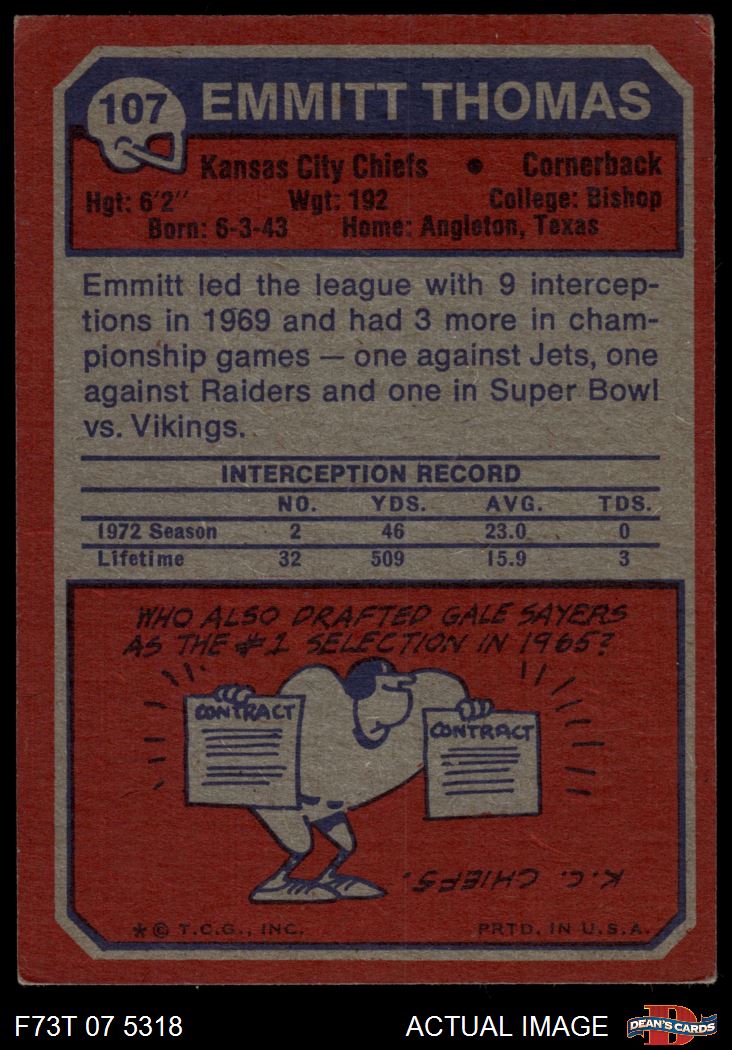 107 EMMITT THOMAS
Kansas City Chiefs • Cornerback
Hgt: 6'2" Wgt: 192 College: Bishop
Born: 6-3-43 Home: Angleton, Texas
Emmitt led the league with 9 intercep-
tions in 1969 and had 3 more in cham-
pionship games — one against Jets, one
against Raiders and one in Super Bowl
vs. Vikings.
INTERCEPTION RECORD
NO. YDS. AVG. TDS.
1972 Season 2 46 23.0 0
Lifetime 32 509 15.9 3
WHO ALSO DRAFTED GALE SAYERS
AS THE #1 SELECTION IN 1965?
CONTRACT
CONTRACT
K.C. CHIEFS.
* © T.C.G., INC. PRTD. IN U.S.A.
F73T 07 5318 ACTUAL IMAGE D DEAN'S CARDS